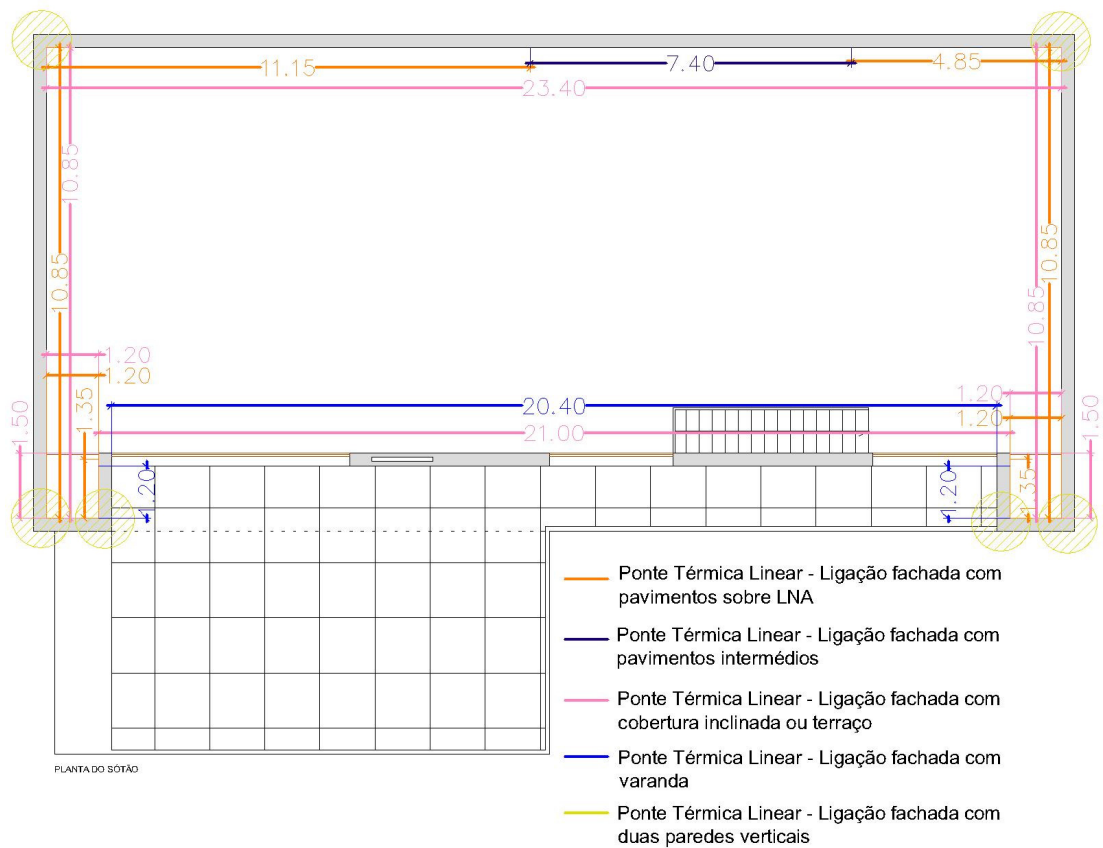 11.15
7.40
4.85
23.40
10.85
10.85
10.85
10.85
1.20
1.20
1.20
1.20
1.50
1.35
20.40
21.00
1.50
1.35
1.20
1.20
Ponte Térmica Linear - Ligação fachada com
pavimentos sobre LNA
Ponte Térmica Linear - Ligação fachada com
pavimentos intermédios
Ponte Térmica Linear - Ligação fachada com
cobertura inclinada ou terraço
Ponte Térmica Linear - Ligação fachada com
varanda
Ponte Térmica Linear - Ligação fachada com
duas paredes verticais
PLANTA DO SÓTÃO